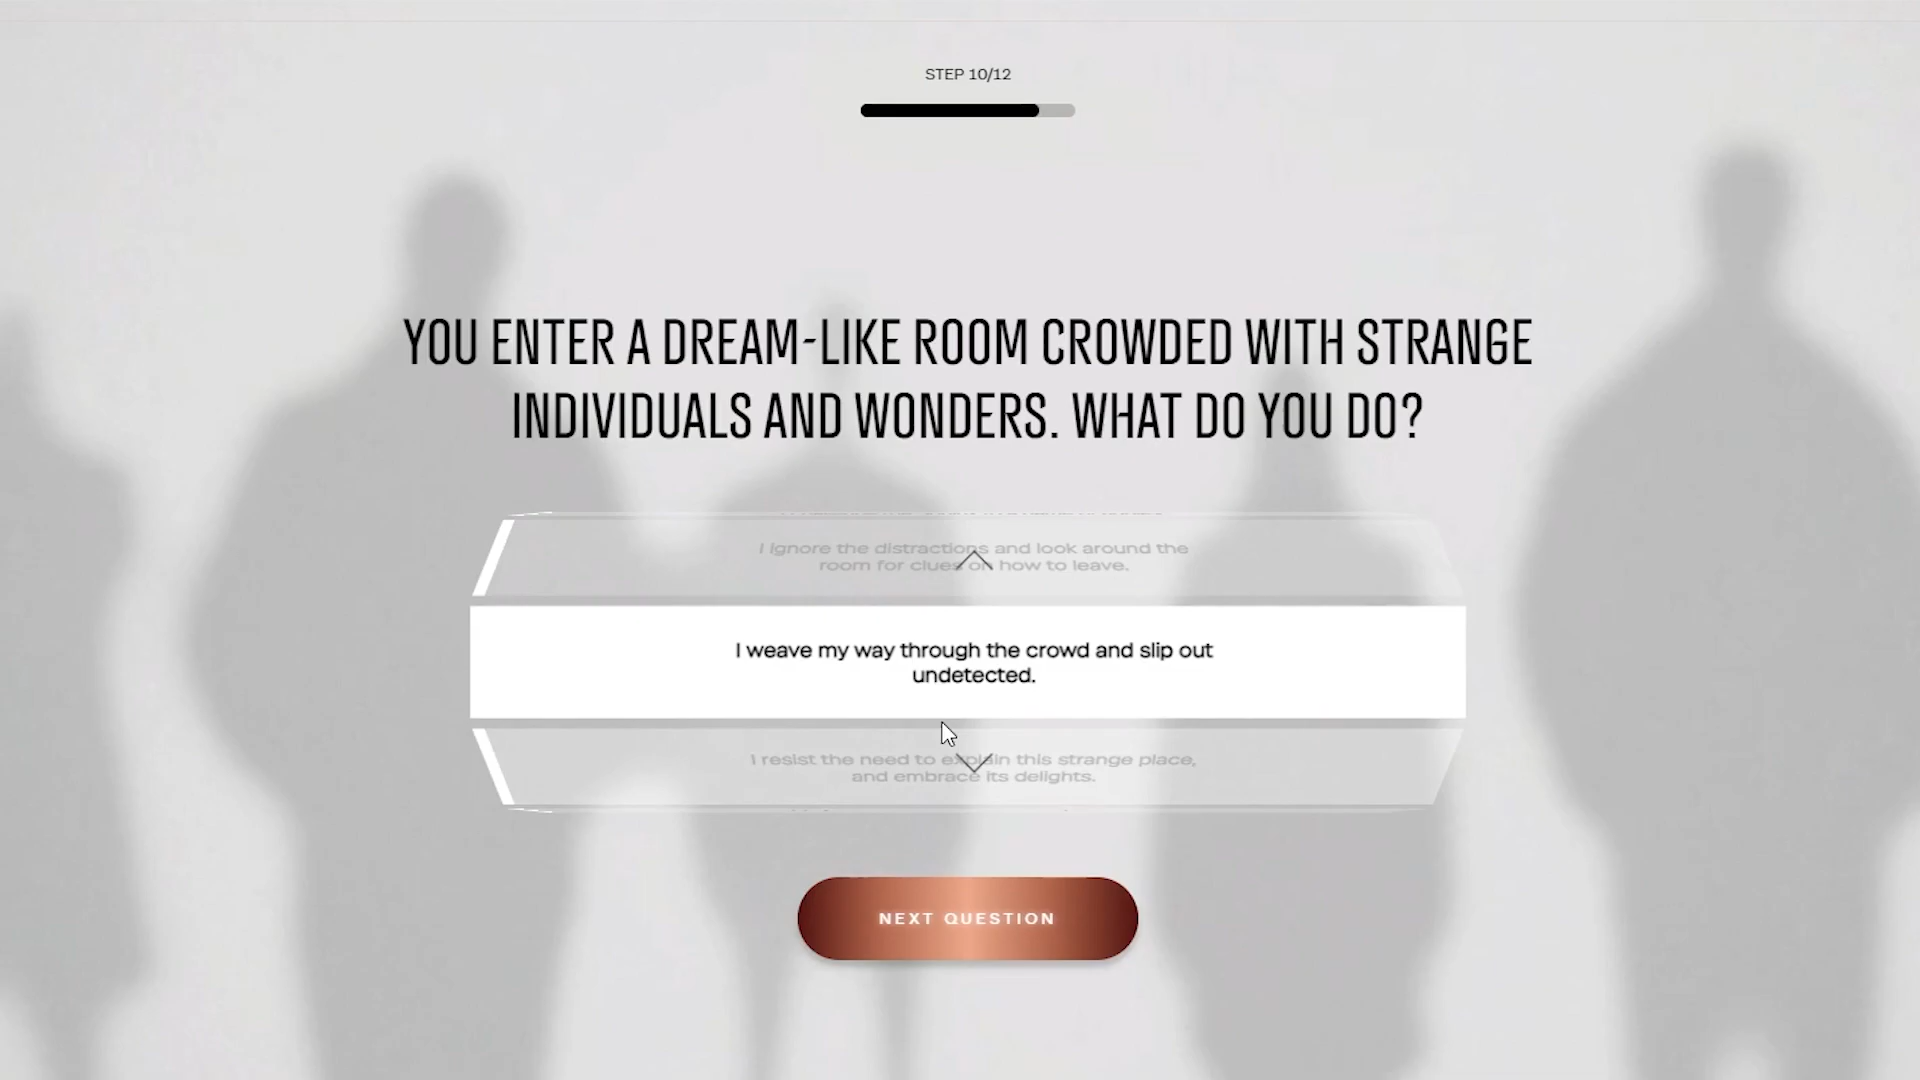 STEP 10/12
YOU ENTER A DREAM-LIKE ROOM CROWDED WITH STRANGE
INDIVIDUALS AND WONDERS. WHAT DO YOU DO?
I ignore the distractions and look around the
room for clues on how to leave.
I weave my way through the crowd and slip out
undetected.
I resist the need to explain this strange place,
and embrace its delights.
NEXT QUESTION